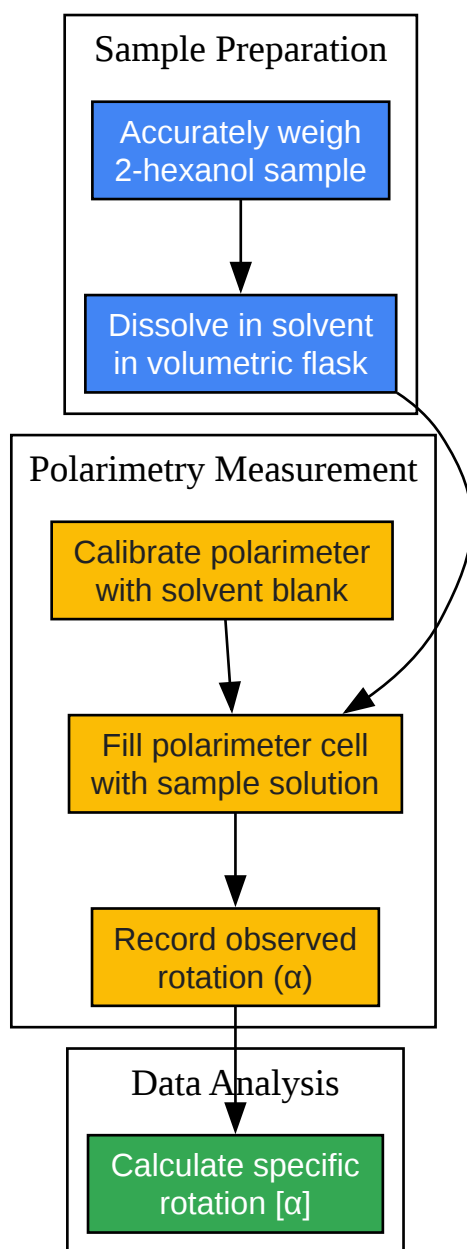 Sample Preparation
Accurately weigh
2-hexanol sample
Dissolve in solvent
in volumetric flask
Polarimetry Measurement
Calibrate polarimeter
with solvent blank
Fill polarimeter cell
with sample solution
Record observed
rotation (α)
Data Analysis
Calculate specific
rotation [α]